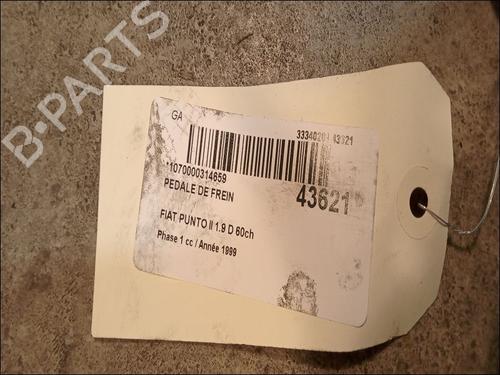 B-PARTS
GA
33340201 43621
*1070000314659
PEDALE DE FREIN
43621
FIAT PUNTO II 1.9 D 60ch
Phase 1 cc / Année 1999